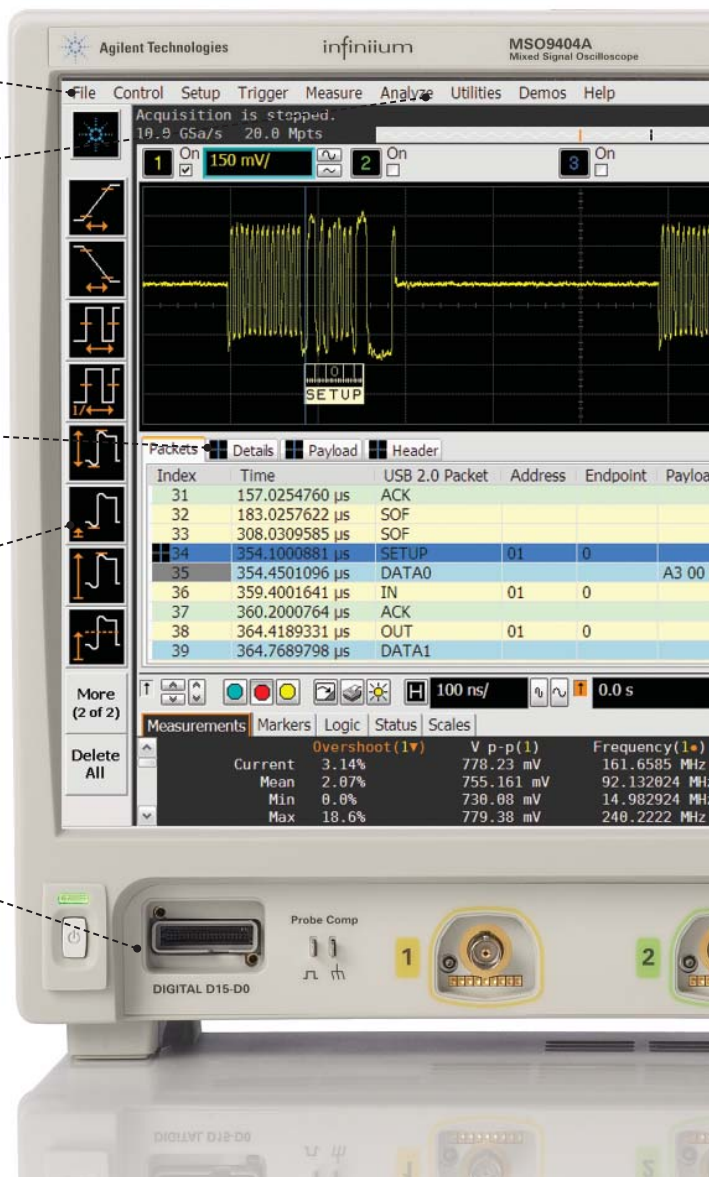 Agilent Technologies infiniium MSO9404A
Mixed Signal Oscilloscope
File Control Setup Trigger Measure Analyze Utilities Demos Help
Acquisition is stopped.
10.0 GSa/s 20.0 Mpts
1 On 150 mV/ 2 On 3 On
0
SETUP
1/
Packets Details Payload Header
Index Time USB 2.0 Packet Address Endpoint Payloa
31 157.0254760 µs ACK
32 183.0257622 µs SOF
33 308.0309585 µs SOF
34 354.1000881 µs SETUP 01 0
35 354.4501096 µs DATA0 A3 00
36 359.4001641 µs IN 01 0
37 360.2000764 µs ACK
38 364.4189331 µs OUT 01 0
39 364.7689798 µs DATA1
More
(2 of 2)
Delete
All
H 100 ns/ 0.0 s
Measurements Markers Logic Status Scales
Overshoot(1▼) V p-p(1) Frequency(1●)
Current 3.14% 778.23 mV 161.6585 MHz
Mean 2.07% 755.161 mV 92.132024 MHz
Min 0.0% 730.08 mV 14.982924 MHz
Max 18.6% 779.38 mV 240.2222 MHz
Probe Comp
1 2
DIGITAL D15-D0